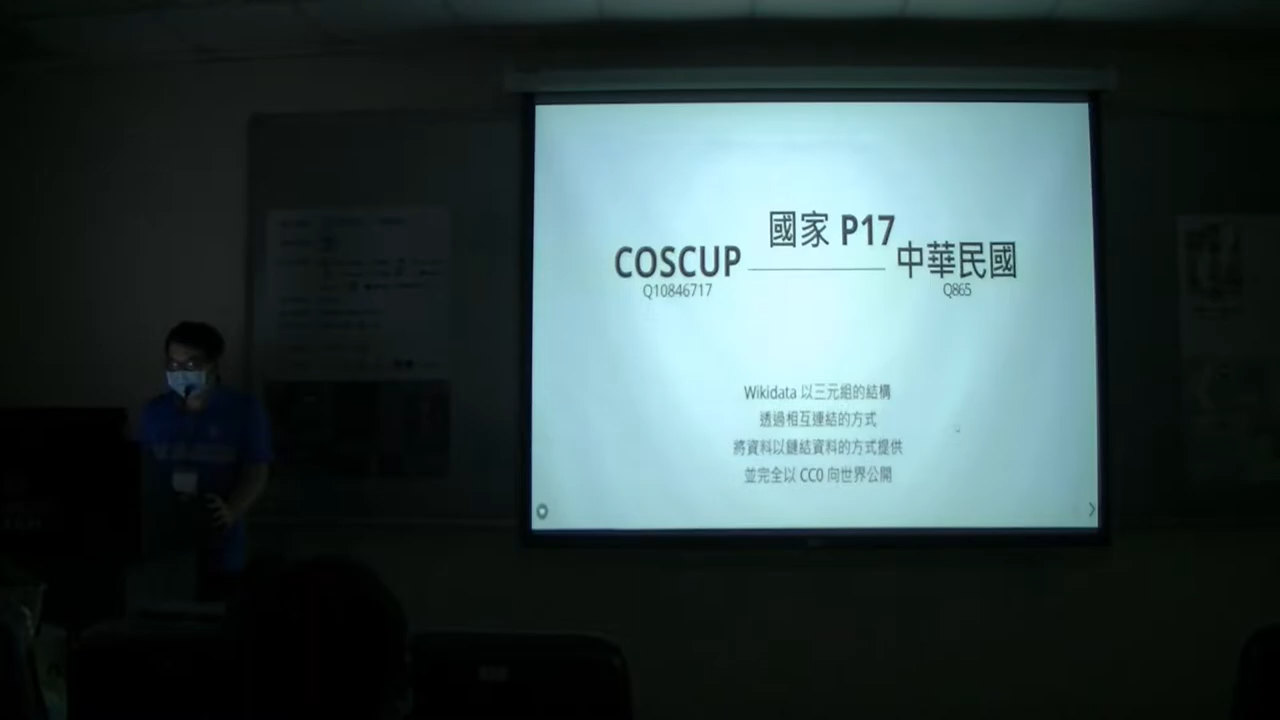 國家 P17
COSCUP
中華民國
Q10846717
Q865
Wikidata 以三元組的結構
透過相互連結的方式
將資料以鏈結資料的方式提供
並完全以 CC0 向世界公開